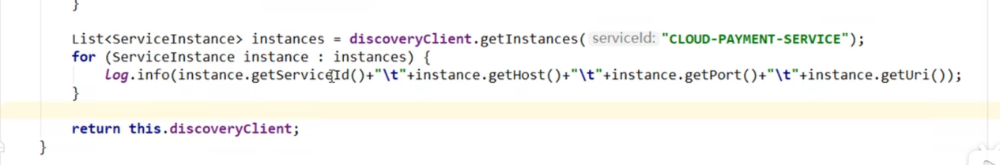 }
List<ServiceInstance> instances = discoveryClient.getInstances( serviceId: "CLOUD-PAYMENT-SERVICE");
for (ServiceInstance instance : instances) {
log.info(instance.getServiceId()+"\t"+instance.getHost()+"\t"+instance.getPort()+"\t"+instance.getUri());
}
return this.discoveryClient;
}